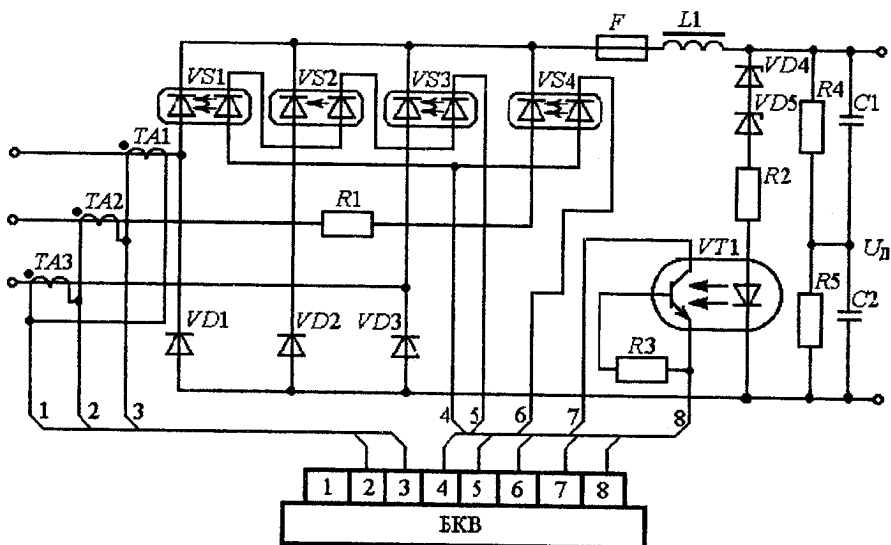 F L1
VS1 VS2 VS3 VS4 VD4
VD5 R4 C1
TA1
R2
TA2 R1
VT1 Uп
TA3
R5 C2
VD1 VD2 VD3
R3
1 2 3 4 5 6 7 8
1 2 3 4 5 6 7 8
БКВ